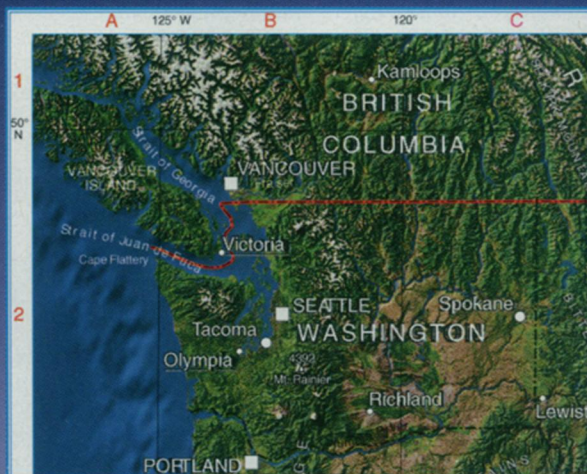 A
125° W
B
120°
C
1
Kamloops
BRITISH
50°
N
COLUMBIA
Strait of Georgia
VANCOUVER
ISLAND
VANCOUVER
Fraser
Strait of Juan de Fuca
Victoria
Cape Flattery
2
SEATTLE
Spokane
Tacoma
WASHINGTON
Olympia
4392
Mt. Rainier
Richland
Lewist
PORTLAND
G E